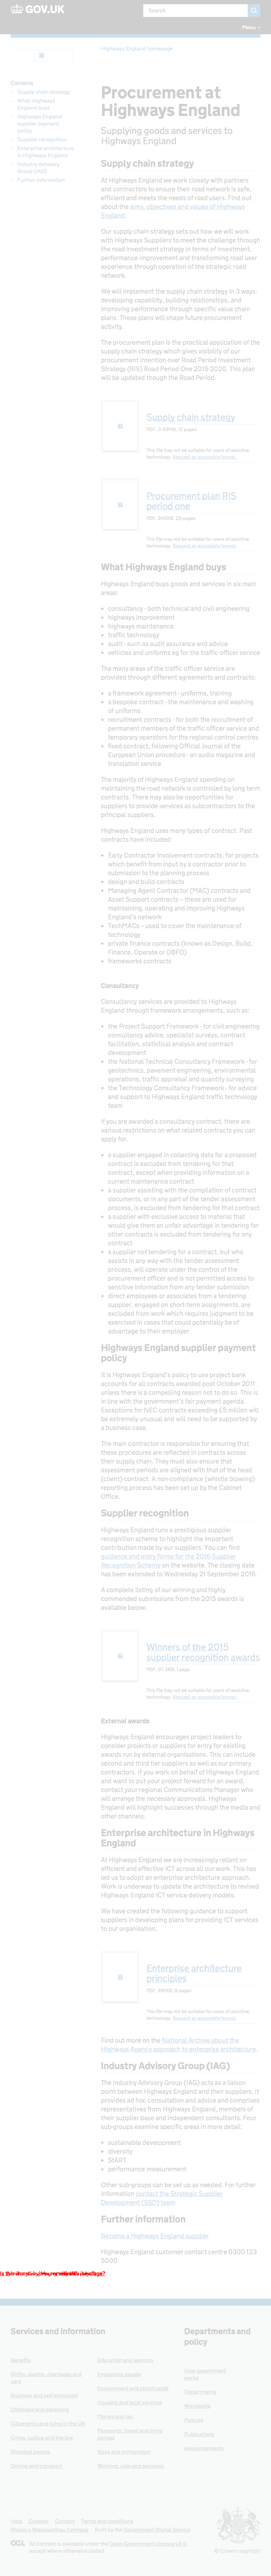 GOV.UK
Search
Menu
Highways England homepage
Contents
Supply chain strategy
What Highways
England buys
Highways England
supplier payment
policy
Supplier recognition
Enterprise architecture
in Highways England
Industry Advisory
Group (IAG)
Further information
Procurement at
Highways England
Supplying goods and services to
Highways England
Supply chain strategy
At Highways England we work closely with partners
and stakeholders to provide a road network that is
safe, efficient and meets the needs of road users. Find
out about the aims, objectives and values of Highways
England.
Our supply chain strategy sets out how we will work
with Highways Suppliers to meet the challenge through
the road investment strategy in terms of investment,
performance improvement and transforming road user
experience through operation of the strategic road
network.
We will implement the supply chain strategy in 3 ways:
developing capability, building relationships, and
improving performance through specific value chain
plans. These plans will shape future procurement
activity.
The procurement plan is the practical application of the
supply chain strategy which gives visibility of our
procurement intention over Road Period One investment
strategy (RIS) Road Period One 2015-2020. This plan
will be updated through the Road Period.
Supply chain strategy
PDF, 3.48MB, 12 pages
This file may not be suitable for users of assistive
technology. Request an accessible format.
Procurement plan RIS
period one
PDF, 944KB, 20 pages
This file may not be suitable for users of assistive
technology. Request an accessible format.
What Highways England buys
Highways England buys goods and services in six main
areas:
consultancy - both technical and civil engineering
highways improvement
highways maintenance
traffic technology
audit - such as audit assurance and advice
vehicles and uniforms eg for the traffic officer service
The many areas of the traffic officer service are
provided through different agreements and contracts:
a framework agreement - uniforms, training
a bespoke contract - the maintenance and washing
of uniforms
recruitment contracts - for both the recruitment of
permanent members of the traffic officer service and
temporary operators for the regional control centres
fixed contract, following Official Journal of the
European Union procedure - an audio magazine and
translation service
The majority of Highways England spending on
maintaining the road network is controlled by long term
contracts. There may also be opportunities for
suppliers to provide services as subcontractors to the
principal suppliers.
Highways England uses many types of contract. Past
contracts have included:
Early Contractor Involvement contracts, for projects
which benefit from input by a contractor prior to
submission to the planning process
design and build contracts
Managing Agent Contractor (MAC) contracts and
Asset Support contracts – these are used for
maintaining, operating and improving Highways
England's network
TechMACs – used to cover the maintenance of
technology
private finance contracts (known as Design, Build,
Finance, Operate or DBFO)
frameworks contracts
Consultancy
Consultancy services are provided to Highways
England through framework arrangements, such as:
the Project Support Framework - for civil engineering
consultancy advice, specialist surveys, contract
facilitation, statistical analysis and contract
development
the National Technical Consultancy Framework - for
geotechnics, pavement engineering, environmental
operations, traffic appraisal and quantity surveying
the Technology Consultancy Framework - for advice
and support to Highways England traffic technology
team
If you are awarded a consultancy contract; there are
various restrictions on what related contracts you can
apply for.
a supplier engaged in collecting data for a proposed
contract is excluded from tendering for that
contract, except when providing information on a
current maintenance contract
a supplier assisting with the compilation of contract
documents, or in any part of the tender assessment
process, is excluded from tendering for that contract
a supplier with exclusive access to material that
would give them an unfair advantage in other tenders
is excluded from tendering for that contract
a supplier not tendering for a contract, but who
assists in any way with the tender assessment
process, will operate under the control of the project
procurement officer and is not permitted access to
sensitive information from any tender submission
direct employees or associates from a tendering
supplier, engaged on short-term assignments, are
excluded from work where it could be perceived that
knowledge gained could be of advantage to the
advantage to their employer
Highways England supplier payment
policy
It is Highways England's policy to use project bank
accounts for all contracts awarded post October 2011
unless there is a compelling reason to not to do so. This
is in line with the government's fair payment agenda.
Exceptions for NEC contracts exceeding £5 million will
be extremely unusual and will need to be supported by
a business case.
The main contractor is responsible for ensuring that
these procedures are reflected in contracts across
their supply chain. They must also ensure that
assessment periods are aligned with that of the head
(client) contract. A non-compliance (whistle blowing)
reporting process has been set up by the Cabinet
Office.
Supplier recognition
Highways England runs a prestigious supplier
recognition scheme to highlight the important
contribution made by our suppliers. You can find
guidance and entry forms for the 2016 Supplier
Recognition Scheme on the website. The closing date
has been extended to Wednesday 21 September 2016.
A complete listing of our winning and highly
commended submissions from the 2015 awards is
available below.
Winners of the 2015
supplier recognition awards
PDF, 67.2KB, 1 page
This file may not be suitable for users of assistive
technology. Request an accessible format.
External awards
Highways England encourages project leaders to
consider projects or suppliers for entry for example
awards run by external organisations. This will include
national and regional awards and should be sector
specific as well. If you work on behalf of Highways England
and want to put your project forward for an award,
contact your regional Communications Manager who
will arrange the necessary approvals. Highways
England will highlight success through the media and
other channels.
Enterprise architecture in Highways
England
At Highways England we are increasingly reliant on
effective and efficient ICT across all our work. This has led
us to adopt an enterprise architecture approach.
Work is underway to update the architecture to revised
Highways England ICT service delivery models.
We have created the following guidance to support
suppliers in developing plans for providing ICT services
to our organisation.
Enterprise architecture
principles
This file may not be suitable for users of assistive
technology. Request an accessible format.
Find out more on the National Archive about the
Highways Agency approach to enterprise architecture.
Industry Advisory Group (IAG)
The Industry Advisory Group (IAG) acts as a liaison
point between Highways England and their suppliers. It
has provided ad hoc consultation and advice and comprises
representatives from Highways England, members of
their supplier base and independent consultants. Sub-
groups examine specific areas in more detail:
sustainable development
diversity
StART
performance measurement
Other sub-groups can be set up as needed. For further
information contact the Strategic Supplier
Development (SSD) team
Further information
Become a Highways England supplier
Highways England customer contact centre 0300 123
5000
Services and information
Departments and
policy
Benefits
Births, deaths, marriages and
care
Business and self-employed
Childcare and parenting
Citizenship and living in the UK
Crime, justice and the law
Disabled people
Driving and transport
Education and learning
Employing people
Environment and countryside
Housing and local services
Money and tax
Passports, travel and living
abroad
Visas and immigration
Working, jobs and pensions
How government
works
Departments
Worldwide
Policies
Publications
Announcements
Help Cookies Contact Terms and conditions
Rhestr o Wasanaethau Cymraeg Built by the Government Digital Service
OGL All content is available under the Open Government Licence v3.0,
except where otherwise stated
© Crown copyright